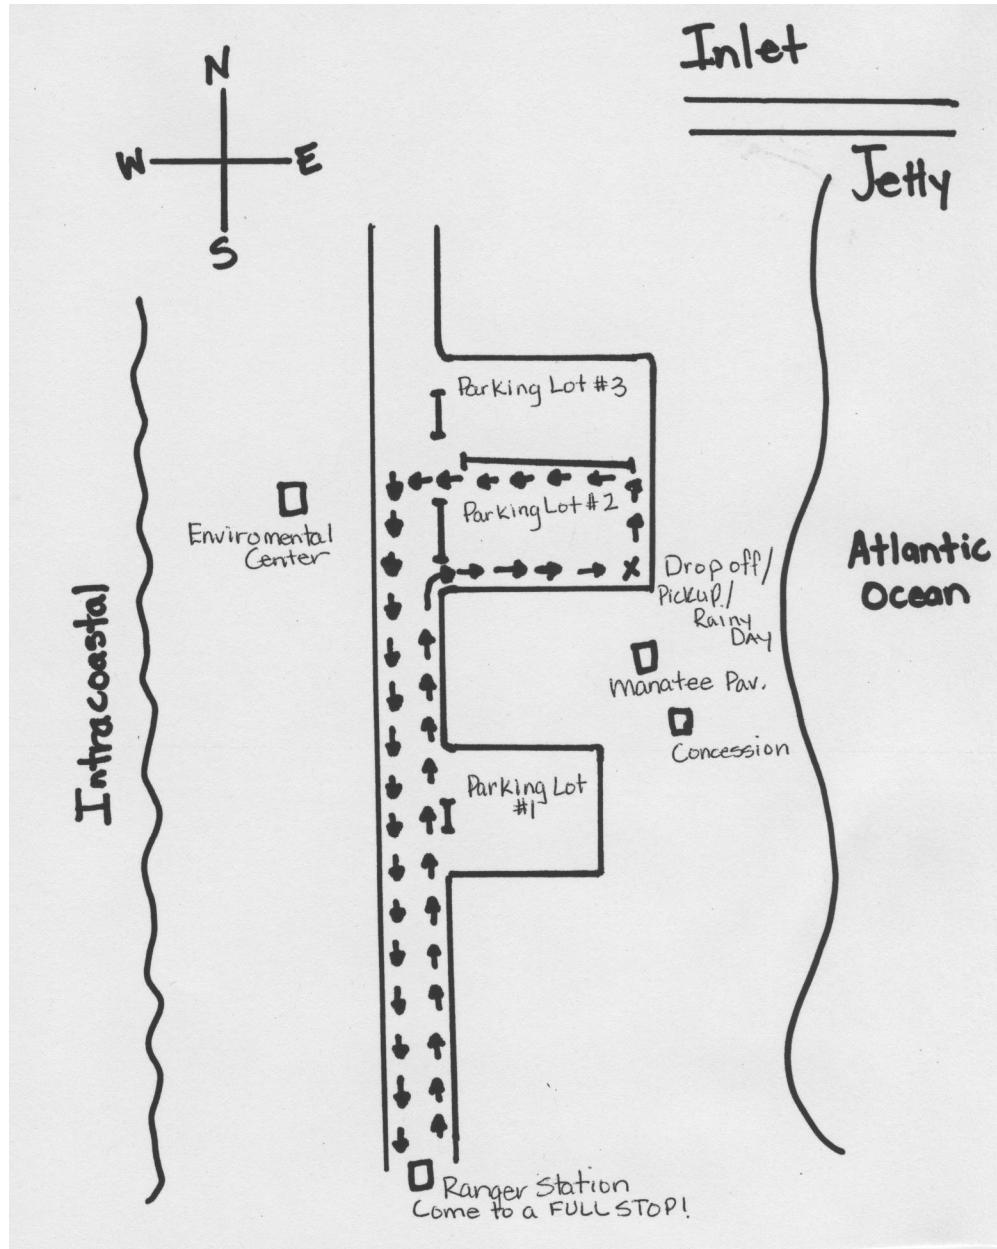 Inlet
Jetty
N
W E
S
Parking Lot #3
Parking Lot #2
Enviromental
Center
Atlantic
Ocean
Drop off/
Pickup/
Rainy
DAY
Intracoastal
Manatee Pav.
Concession
Parking Lot
#1
Ranger Station
Come to a FULL STOP!